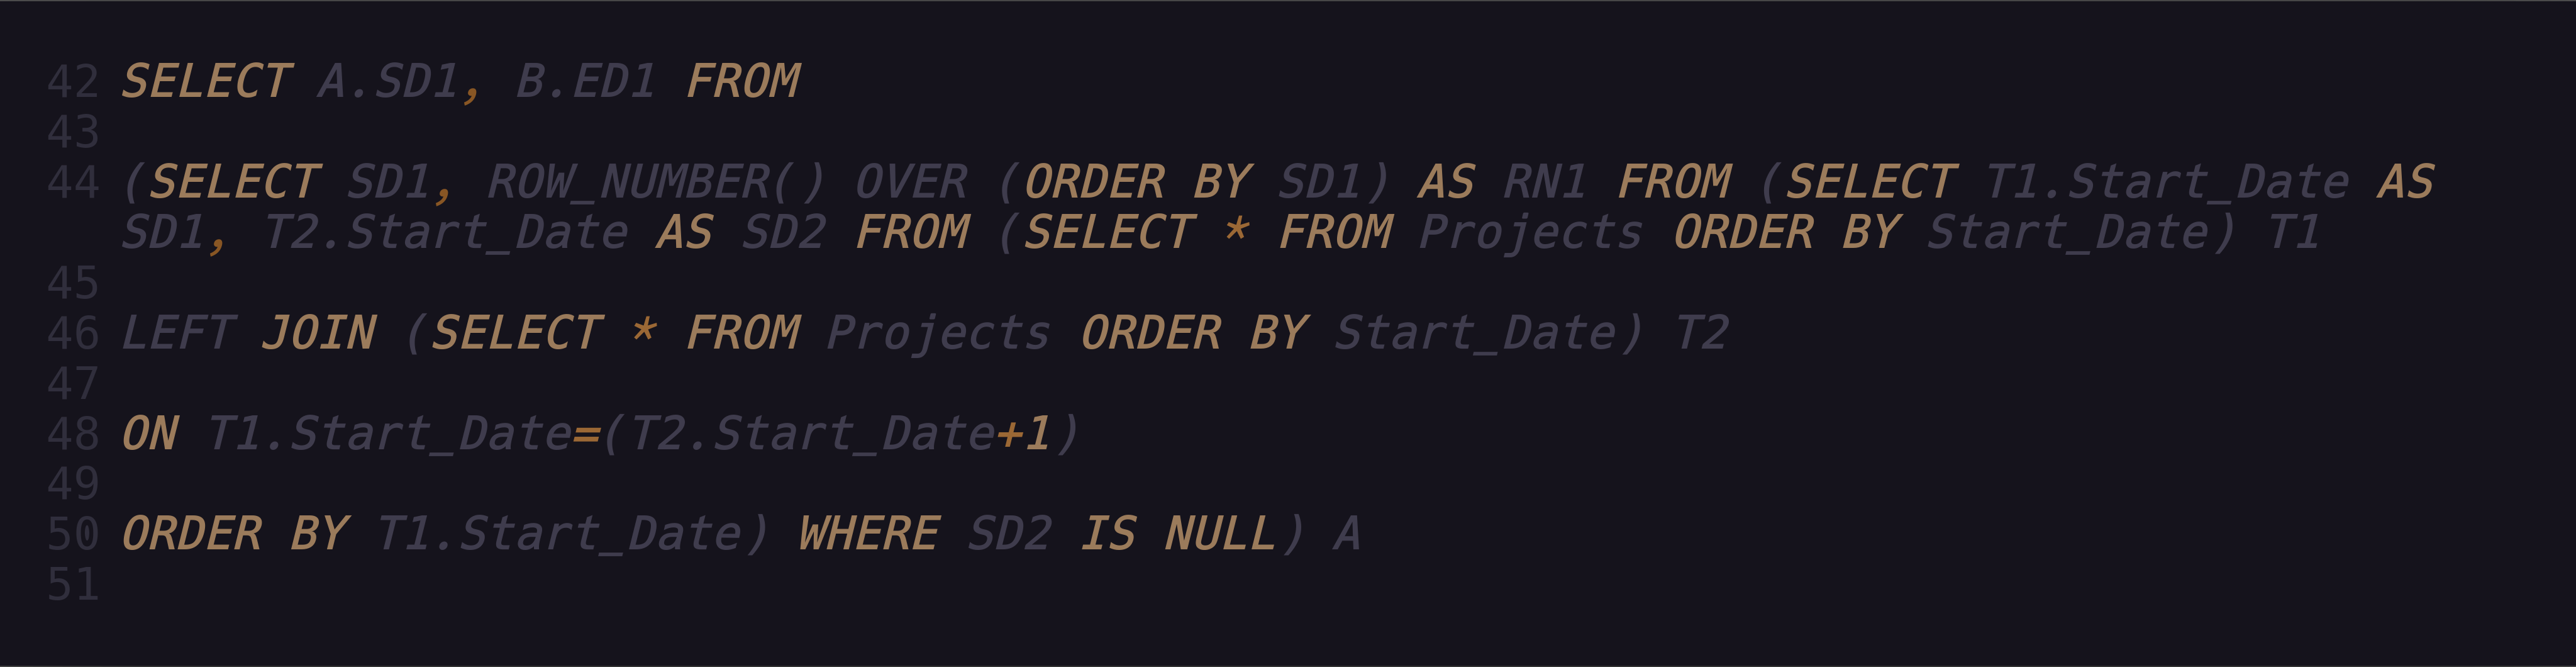 42 SELECT A.SD1, B.ED1 FROM
43
44 (SELECT SD1, ROW_NUMBER() OVER (ORDER BY SD1) AS RN1 FROM (SELECT T1.Start_Date AS
SD1, T2.Start_Date AS SD2 FROM (SELECT * FROM Projects ORDER BY Start_Date) T1
45
46 LEFT JOIN (SELECT * FROM Projects ORDER BY Start_Date) T2
47
48 ON T1.Start_Date=(T2.Start_Date+1)
49
50 ORDER BY T1.Start_Date) WHERE SD2 IS NULL) A
51